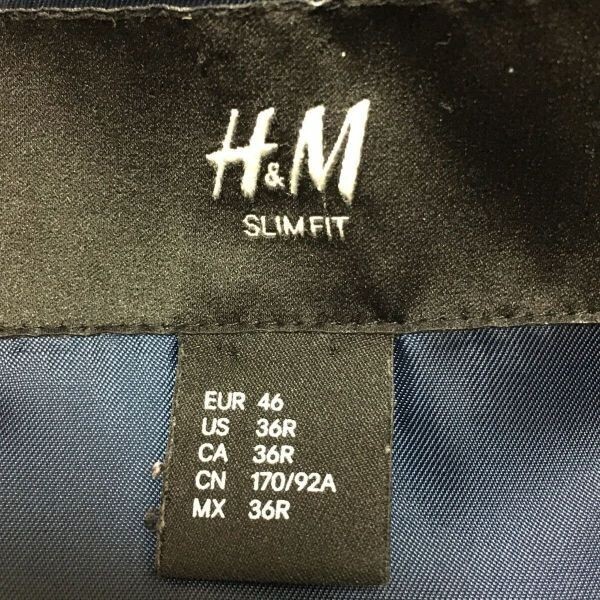 H&M
SLIM FIT
EUR 46
US 36R
CA 36R
CN 170/92A
MX 36R